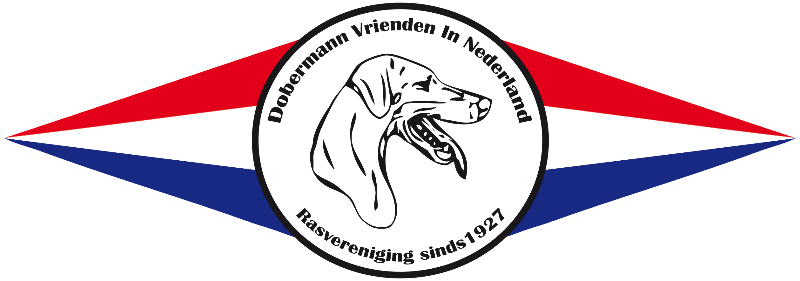 Dobermann Vrienden In Nederland
Rasvereniging sinds1927